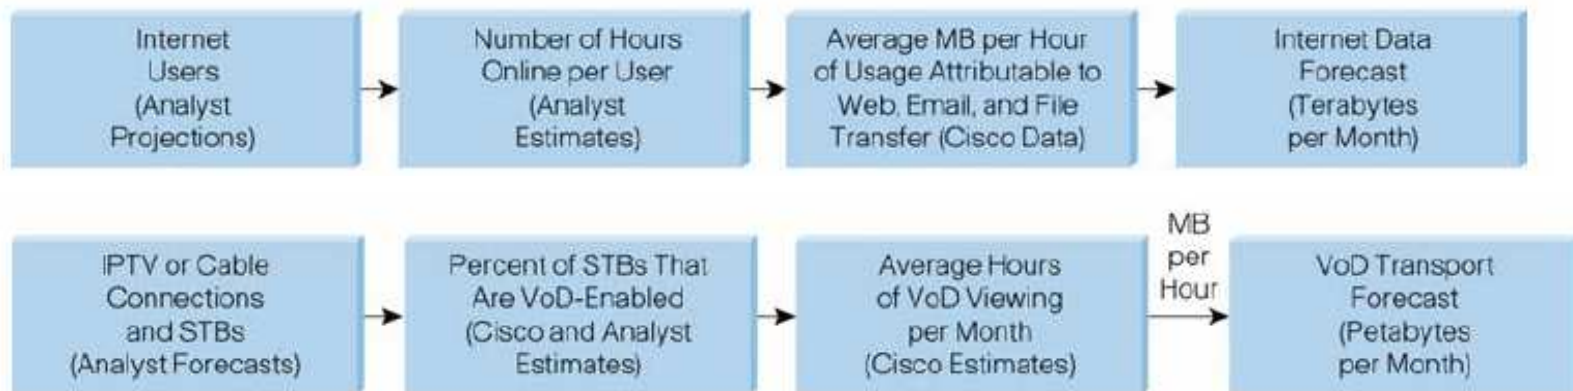 Internet
Users
(Analyst
Projections)
Number of Hours
Online per User
(Analyst
Estimates)
Average MB per Hour
of Usage Attributable to
Web, Email, and File
Transfer (Cisco Data)
Internet Data
Forecast
(Terabytes
per Month)
IPTV or Cable
Connections
and STBs
(Analyst Forecasts)
Percent of STBs That
Are VoD-Enabled
(Cisco and Analyst
Estimates)
Average Hours
of VoD Viewing
per Month
(Cisco Estimates)
MB
per
Hour
VoD Transport
Forecast
(Petabytes
per Month)